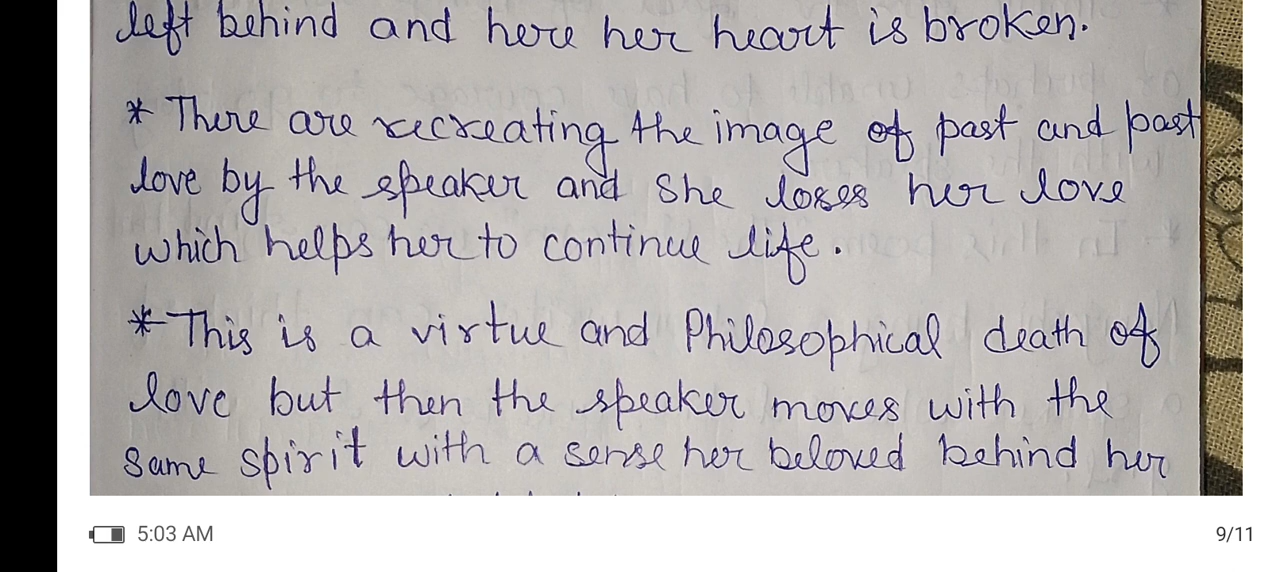 left behind and here her heart is broken.
* There are recreating the image of past and past
love by the speaker and she loses her love
which helps her to continue life.
* This is a virtue and Philosophical death of
love but then the speaker moves with the
same spirit with a sense her beloved behind her
5:03 AM
9/11